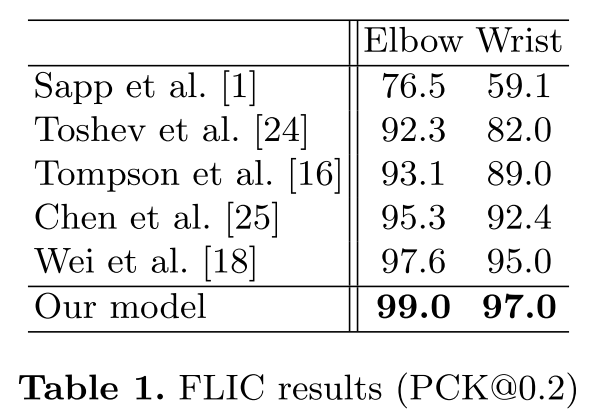 Elbow Wrist
Sapp et al. [1] 76.5 59.1
Toshev et al. [24] 92.3 82.0
Tompson et al. [16] 93.1 89.0
Chen et al. [25] 95.3 92.4
Wei et al. [18] 97.6 95.0
Our model 99.0 97.0
Table 1. FLIC results (PCK@0.2)